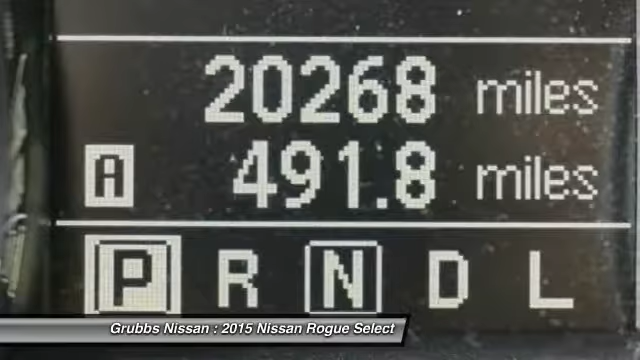 20268 miles
A 491.8 miles
P R N D L
Grubbs Nissan : 2015 Nissan Rogue Select